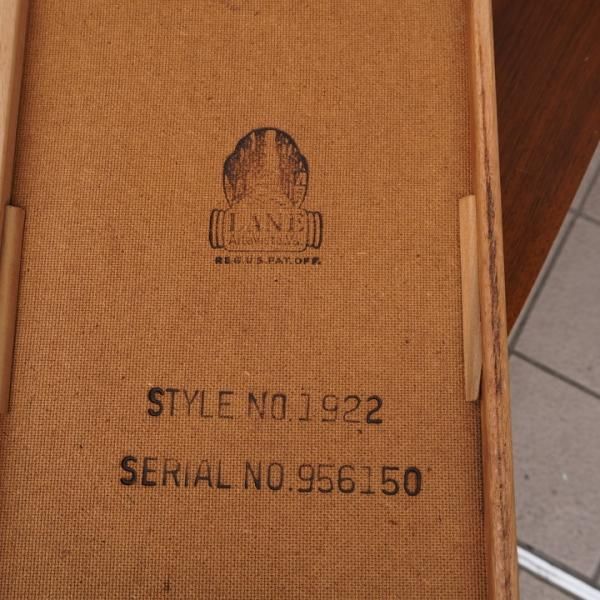 LANE
Altavista, Va.
REG.U.S.PAT.OFF.
STYLE NO.1922
SERIAL NO.956150